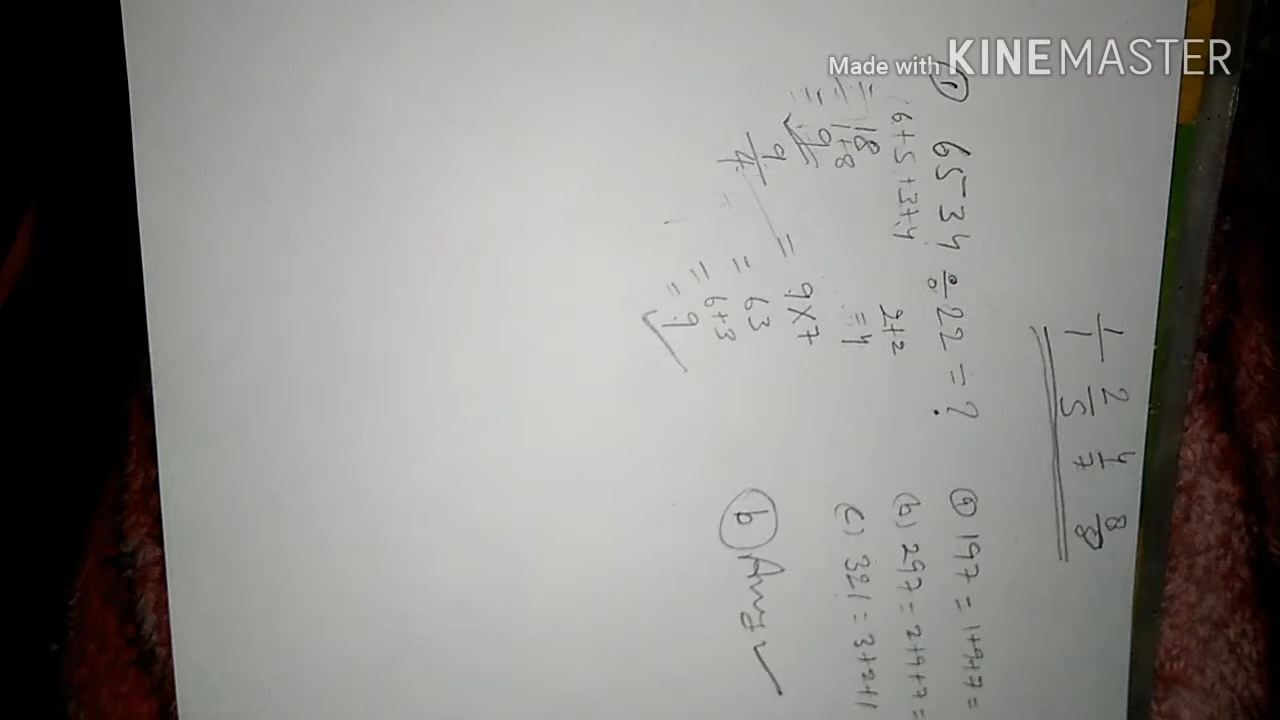 Made with KINEMASTER
1/1 2/5 4/7 8/8
① 6534 ÷ 22 = ?
6+5+3+4 2+2
= 18 = 4
= 1+8
= 9
9/4 = 9×7
= 63
= 6+3
= 9
(a) 197 = 1+9+7 =
(b) 297 = 2+9+7 =
(c) 321 = 3+2+1
(b)